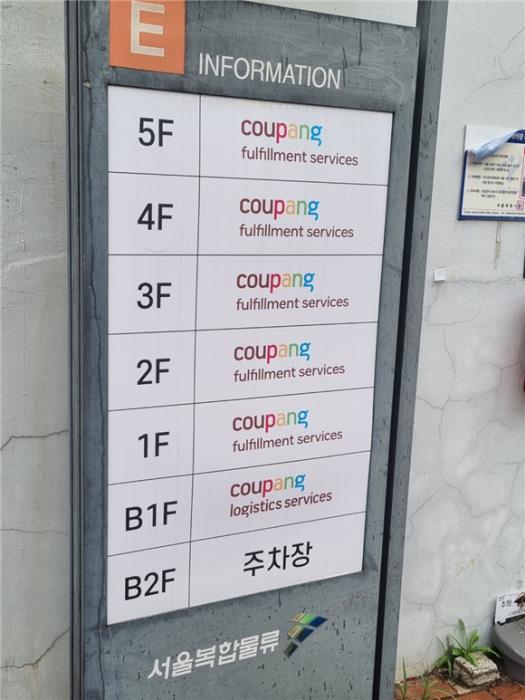 E
INFORMATION
5F
coupang
fulfillment services
4F
coupang
fulfillment services
3F
coupang
fulfillment services
2F
coupang
fulfillment services
1F
coupang
fulfillment services
B1F
coupang
logistics services
B2F
주차장
서울복합물류